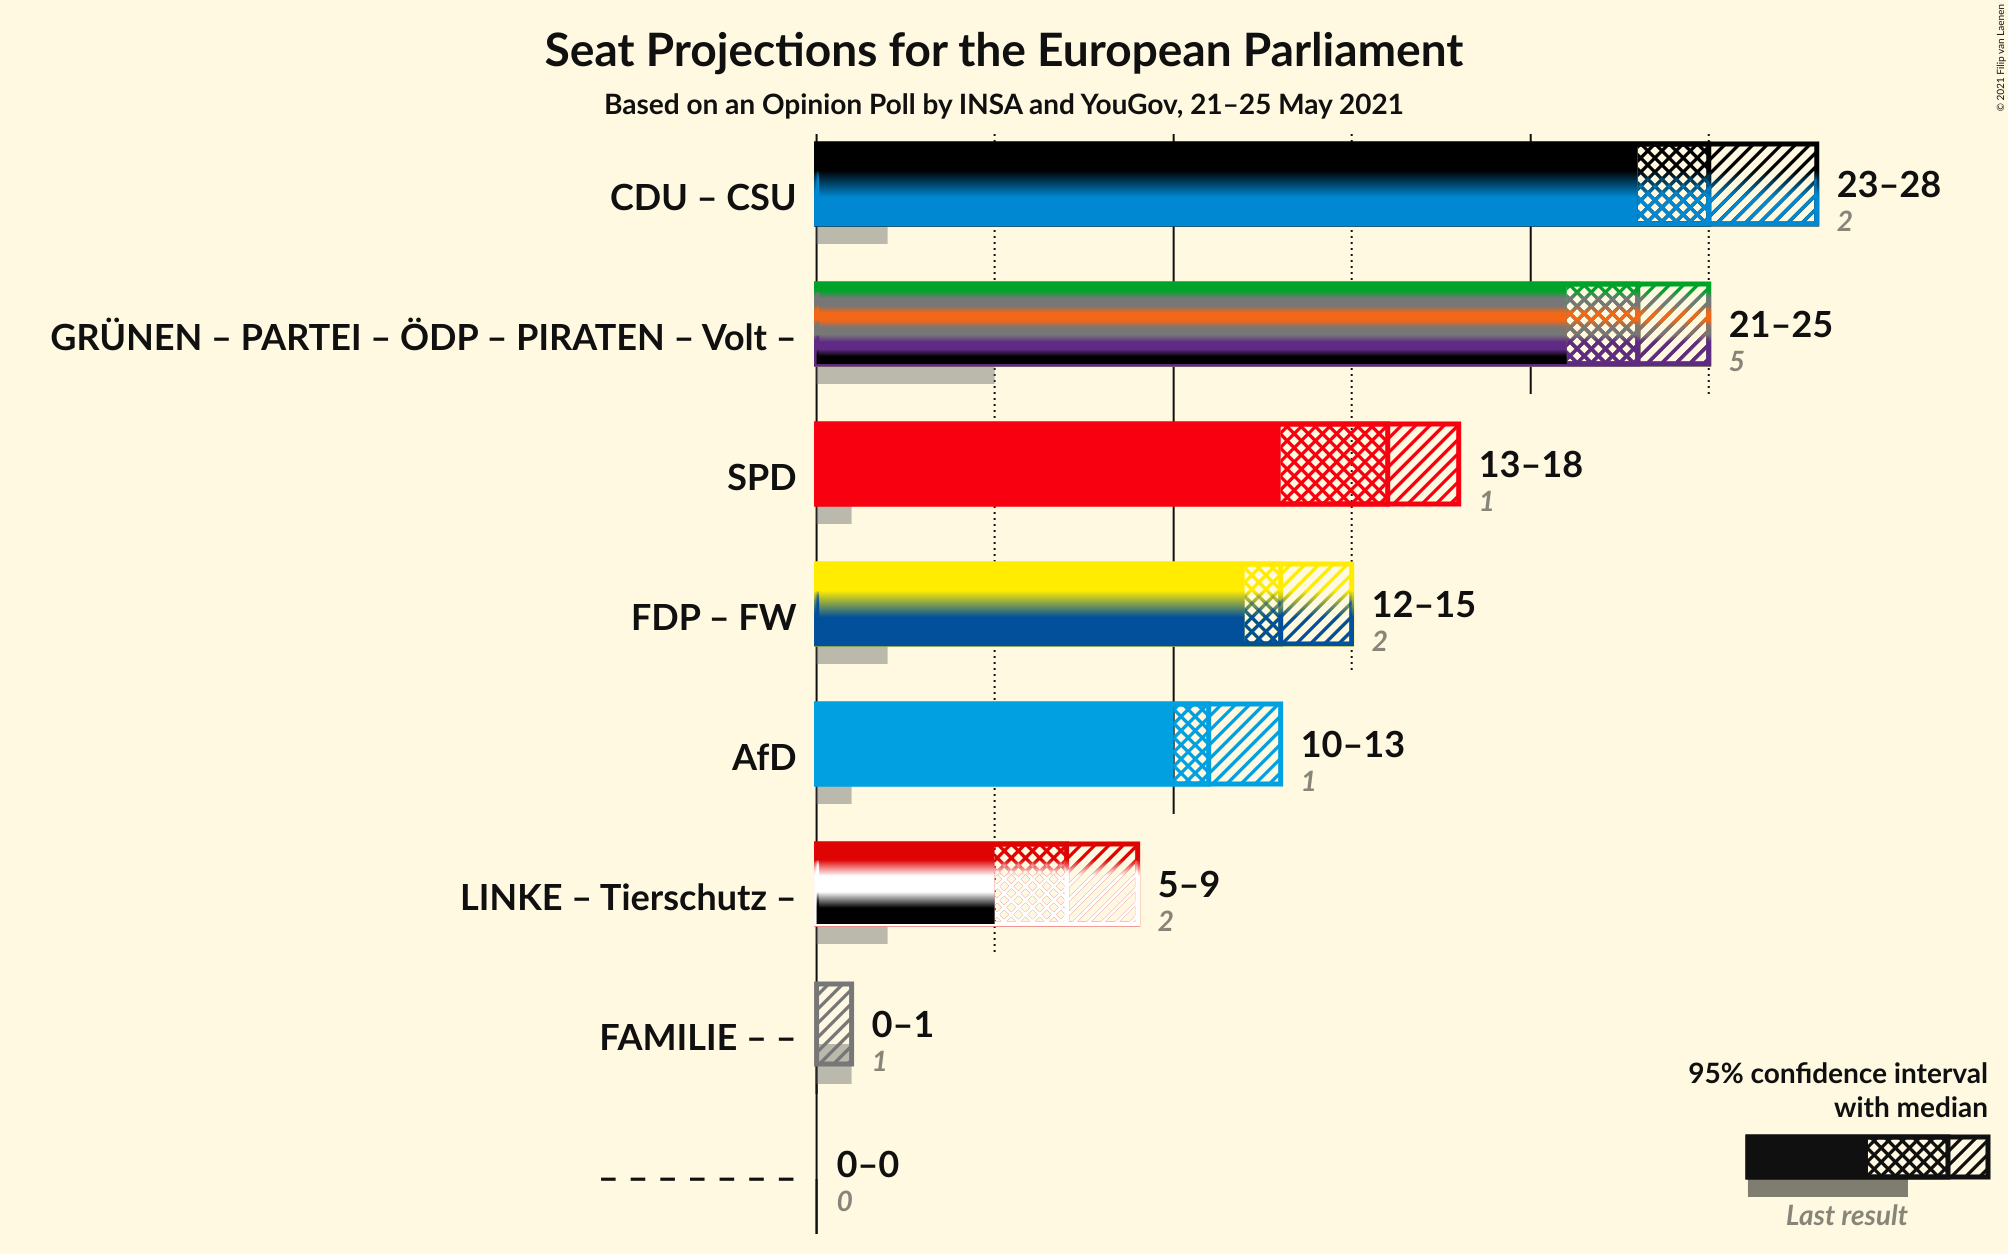 Seat Projections for the European Parliament
Based on an Opinion Poll by INSA and YouGov, 21–25 May 2021
© 2021 Filip van Laenen
CDU – CSU
23–28
2
GRÜNEN – PARTEI – ÖDP – PIRATEN – Volt –
21–25
5
SPD
13–18
1
FDP – FW
12–15
2
AfD
10–13
1
LINKE – Tierschutz –
5–9
2
FAMILIE – –
0–1
1
– – – – – – –
0–0
0
95% confidence interval
with median
Last result